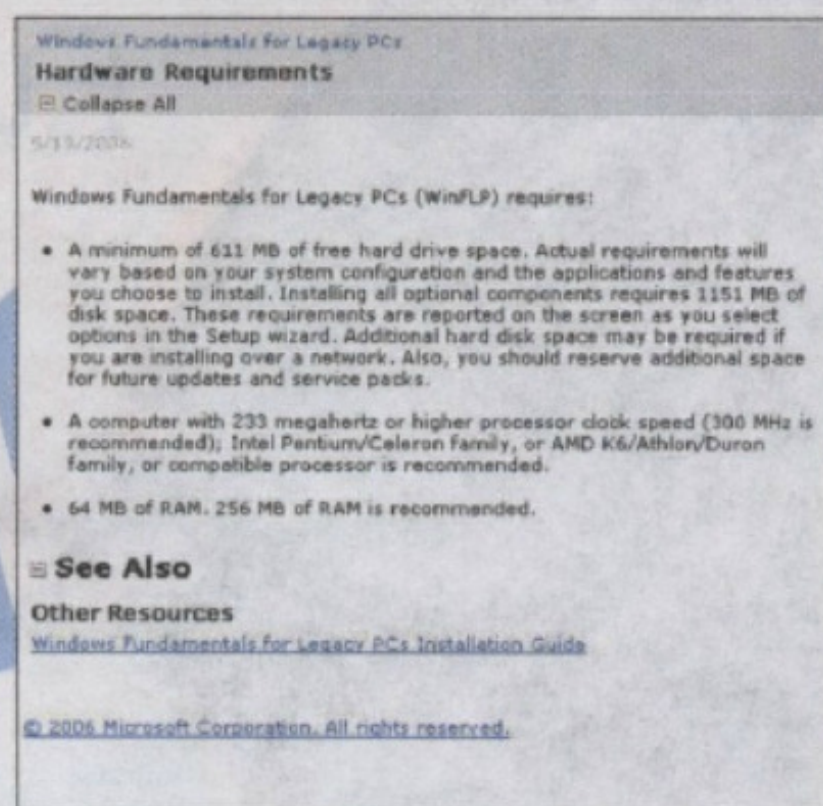 Windows Fundamentals for Legacy PCs
Hardware Requirements
Collapse All
Windows Fundamentals for Legacy PCs (WinFLP) requires:
• A minimum of 611 MB of free hard drive space. Actual requirements will
vary based on your system configuration and the applications and features
you choose to install. Installing all optional components requires 1151 MB of
disk space. These requirements are reported on the screen as you select
options in the Setup wizard. Additional hard disk space may be required if
you are installing over a network. Also, you should reserve additional space
for future updates and service packs.
• A computer with 233 megahertz or higher processor clock speed (300 MHz is
recommended); Intel Pentium/Celeron family, or AMD K6/Athlon/Duron
family, or compatible processor is recommended.
• 64 MB of RAM. 256 MB of RAM is recommended.
See Also
Other Resources
Windows Fundamentals for Legacy PCs Installation Guide
© 2006 Microsoft Corporation. All rights reserved.